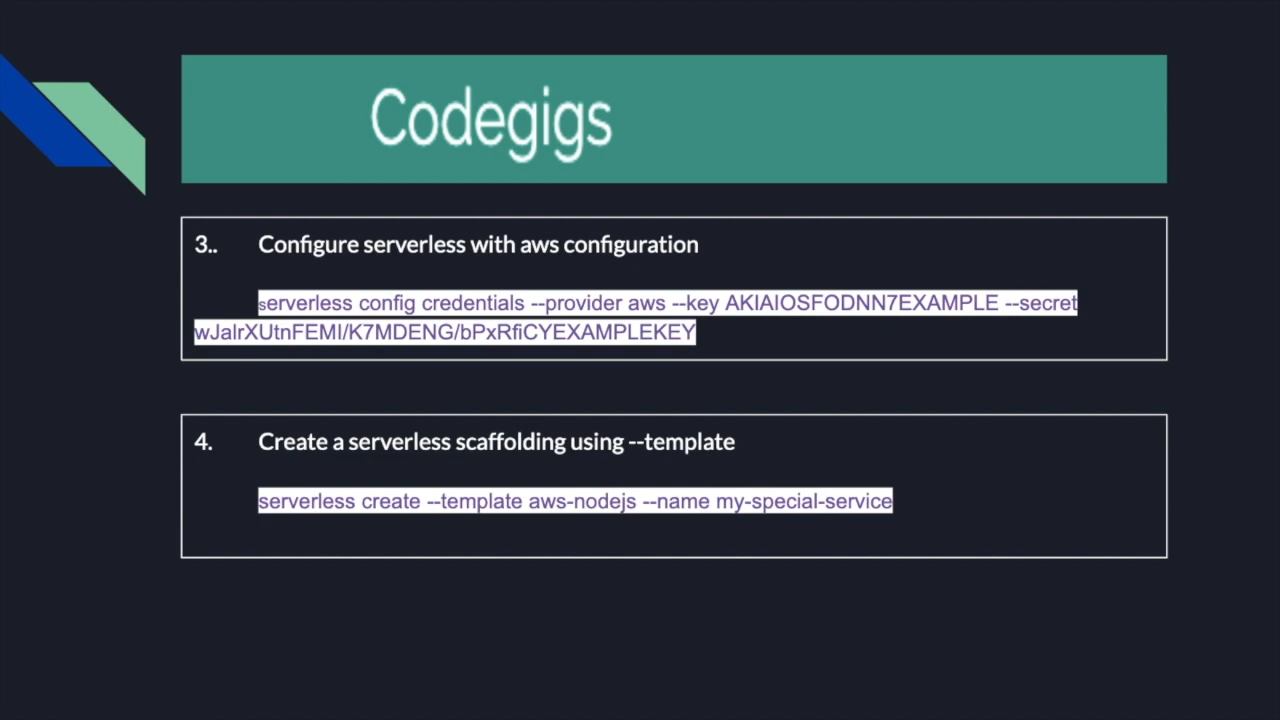 Codegigs
3.. Configure serverless with aws configuration
serverless config credentials --provider aws --key AKIAIOSFODNN7EXAMPLE --secret
wJalrXUtnFEMI/K7MDENG/bPxRfiCYEXAMPLEKEY
4. Create a serverless scaffolding using --template
serverless create --template aws-nodejs --name my-special-service